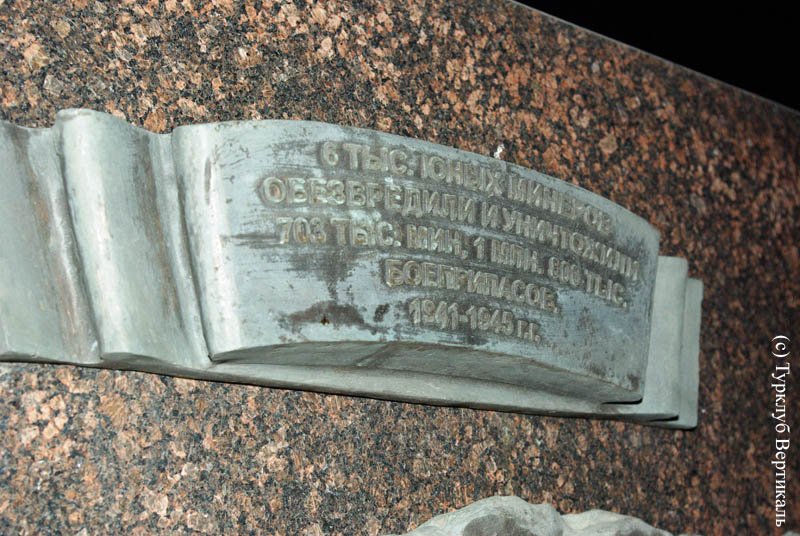 6 ТЫС. ЮНЫХ МИНЕРОВ
ОБЕЗВРЕДИЛИ И УНИЧТОЖИЛИ
703 ТЫС. МИН, 1 МЛН. 800 ТЫС.
БОЕПРИПАСОВ,
1941-1945 г.г.
(c) Турклуб Вертикаль